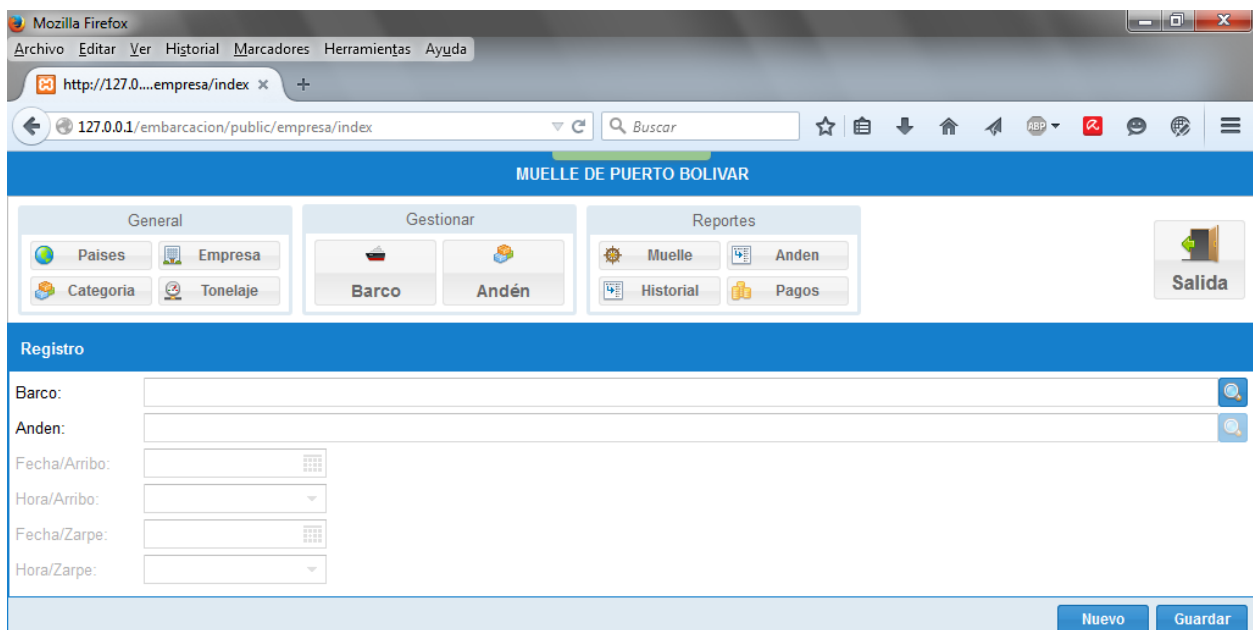 Mozilla Firefox
Archivo Editar Ver Historial Marcadores Herramientas Ayuda
http://127.0....empresa/index
127.0.0.1/embarcacion/public/empresa/index Buscar ABP
MUELLE DE PUERTO BOLIVAR
General Gestionar Reportes
Paises Empresa Muelle Anden
Categoria Tonelaje Barco Andén Historial Pagos Salida
Registro
Barco:
Anden:
Fecha/Arribo:
Hora/Arribo:
Fecha/Zarpe:
Hora/Zarpe:
Nuevo Guardar